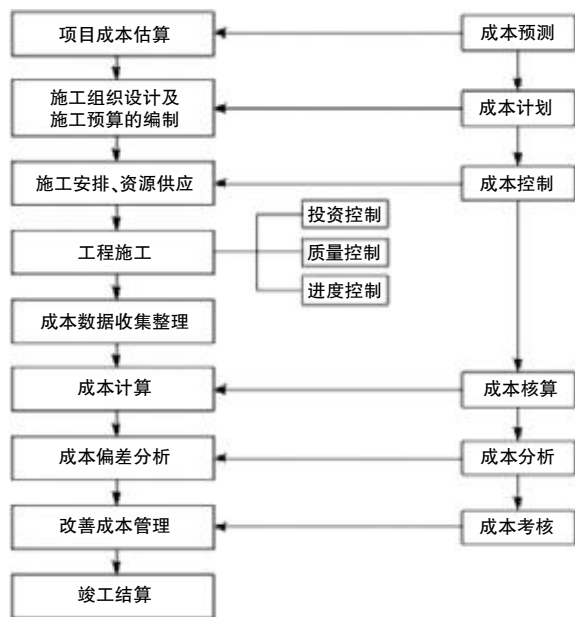 项目成本估算
成本预测
施工组织设计及
施工预算的编制
成本计划
施工安排、资源供应
成本控制
投资控制
工程施工
质量控制
进度控制
成本数据收集整理
成本计算
成本核算
成本偏差分析
成本分析
改善成本管理
成本考核
竣工结算